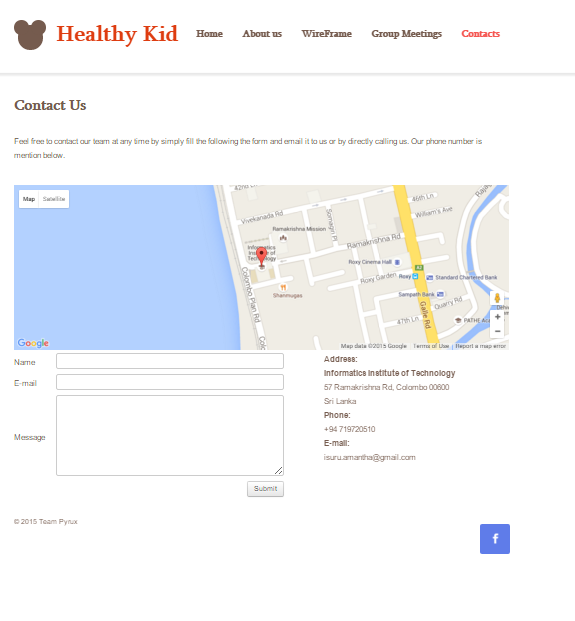 Healthy Kid
Home About us WireFrame Group Meetings Contacts
Contact Us
Feel free to contact our team at any time by simply fill the following the form and email it to us or by directly calling us. Our phone number is
mention below.
Map Satellite
42nd Ln
46th Ln
William's Ave
Vivekanada Rd
Ramakrishna Mission
Somagiri Pl
Ramakrishna Rd
Informatics
Institute of
Technology
Roxy Cinema Hall
A2
Roxy Garden
Roxy
Standard Chartered Bank
Shanmugas
Sampath Bank
Quarry Rd
Colombo Plan Rd
Galle Rd
47th Ln
Google
Map data ©2015 Google
Terms of Use
Report a map error
Name
E-mail
Message
Submit
Address:
Informatics Institute of Technology
57 Ramakrishna Rd, Colombo 00600
Sri Lanka
Phone:
+94 719720510
E-mail:
isuru.amantha@gmail.com
© 2015 Team Pyrux
f